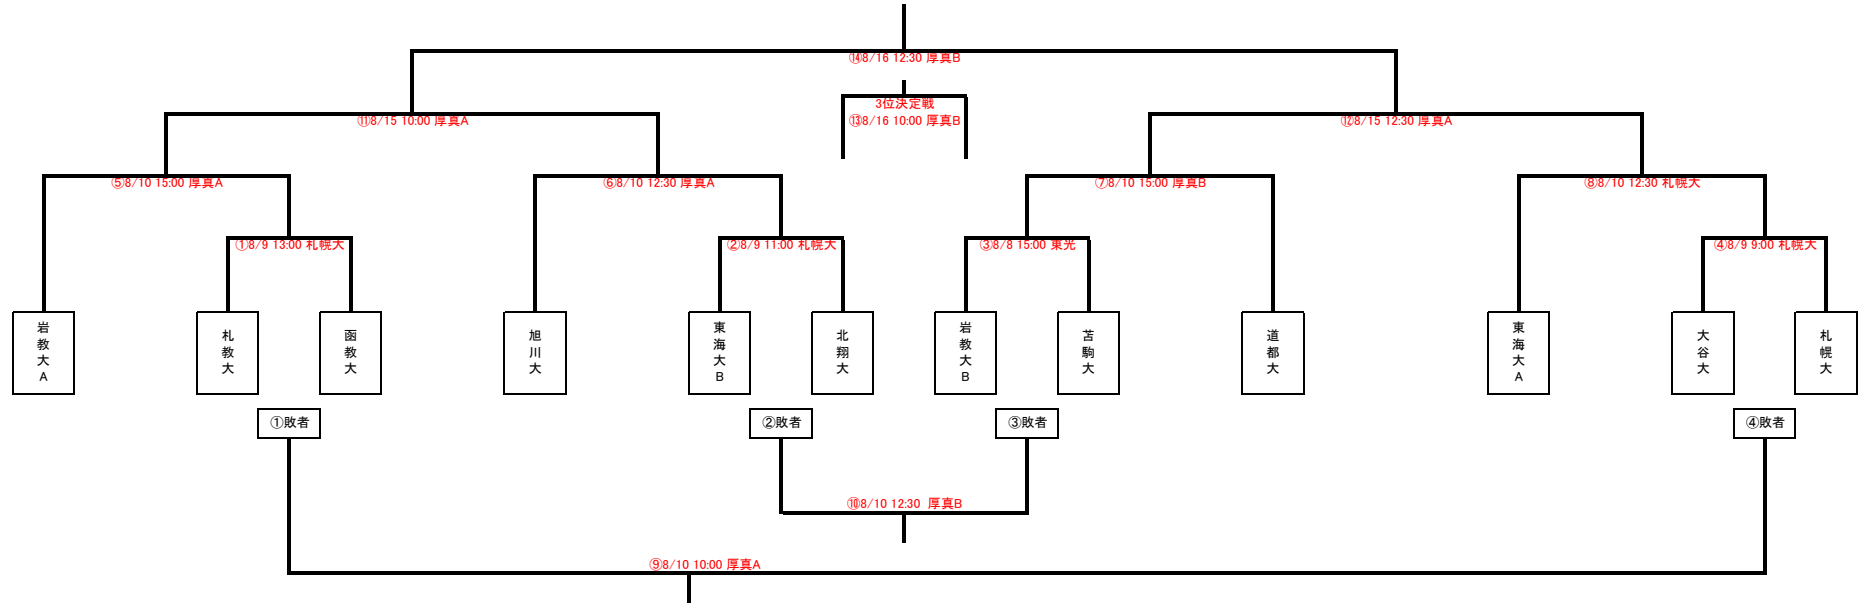 ⑭8/16 12:30 厚真B
3位決定戦
⑪8/15 10:00 厚真A
⑬8/16 10:00 厚真B
⑫8/15 12:30 厚真A
⑤8/10 15:00 厚真A
⑥8/10 12:30 厚真A
⑦8/10 15:00 厚真B
⑧8/10 12:30 札幌大
①8/9 13:00 札幌大
②8/9 11:00 札幌大
③8/8 15:00 東光
④8/9 9:00 札幌大
岩教大A
札教大
函教大
旭川大
東海大B
北翔大
岩教大B
苫駒大
道都大
東海大A
大谷大
札幌大
①敗者
②敗者
③敗者
④敗者
⑩8/10 12:30 厚真B
⑨8/10 10:00 厚真A